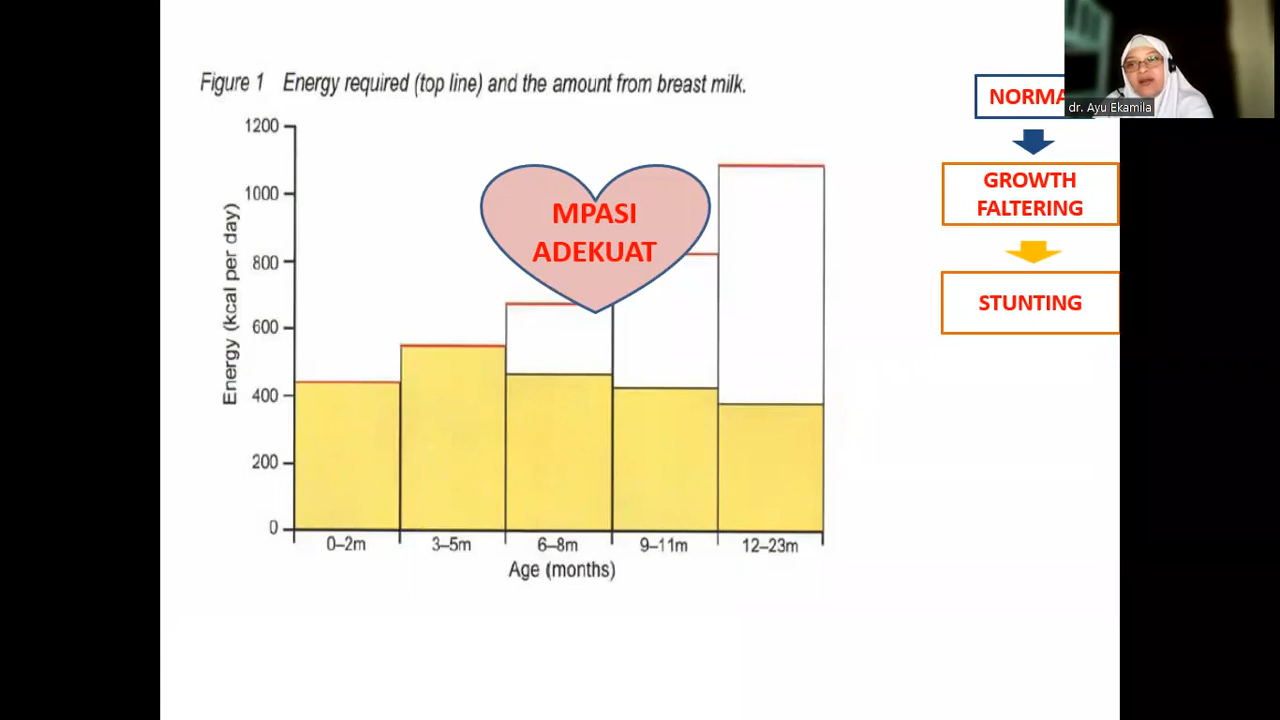 Figure 1 Energy required (top line) and the amount from breast milk.
1200
1000
800
600
400
200
0
Energy (kcal per day)
0–2m
3–5m
6–8m
9–11m
12–23m
Age (months)
MPASI
ADEKUAT
dr. Ayu Ekamila
GROWTH
FALTERING
STUNTING